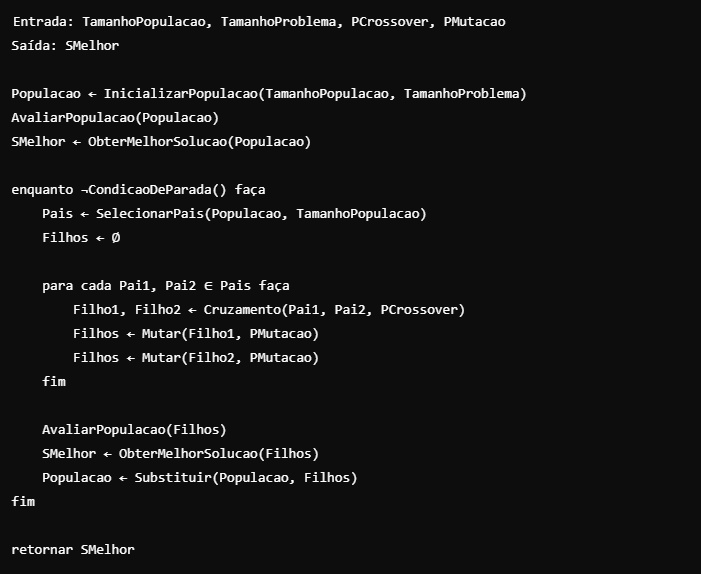 Entrada: TamanhoPopulacao, TamanhoProblema, PCrossover, PMutacao
Saída: SMelhor
Populacao ← InicializarPopulacao(TamanhoPopulacao, TamanhoProblema)
AvaliarPopulacao(Populacao)
SMelhor ← ObterMelhorSolucao(Populacao)
enquanto ¬CondicaoDeParada() faça
Pais ← SelecionarPais(Populacao, TamanhoPopulacao)
Filhos ← Ø
para cada Pai1, Pai2 ∈ Pais faça
Filho1, Filho2 ← Cruzamento(Pai1, Pai2, PCrossover)
Filhos ← Mutar(Filho1, PMutacao)
Filhos ← Mutar(Filho2, PMutacao)
fim
AvaliarPopulacao(Filhos)
SMelhor ← ObterMelhorSolucao(Filhos)
Populacao ← Substituir(Populacao, Filhos)
fim
retornar SMelhor